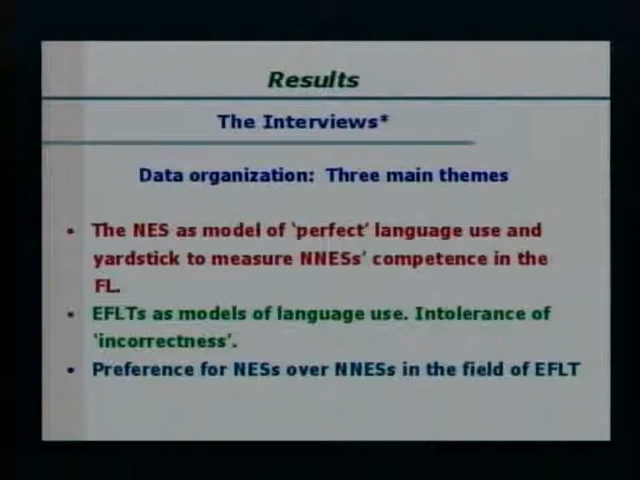 Results
The Interviews*
Data organization: Three main themes
• The NES as model of ‘perfect’ language use and
yardstick to measure NNESs’ competence in the
FL.
• EFLTs as models of language use. Intolerance of
‘incorrectness’.
• Preference for NESs over NNESs in the field of EFLT